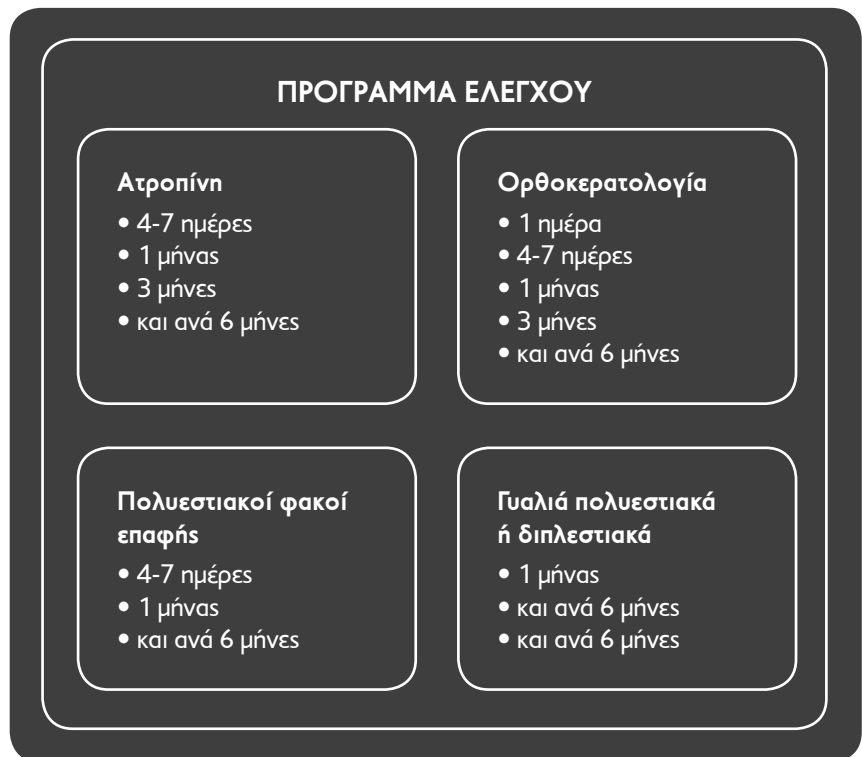 ΠΡΟΓΡΑΜΜΑ ΕΛΕΓΧΟΥ
Ατροπίνη
• 4-7 ημέρες
• 1 μήνας
• 3 μήνες
• και ανά 6 μήνες
Ορθοκερατολογία
• 1 ημέρα
• 4-7 ημέρες
• 1 μήνας
• 3 μήνες
• και ανά 6 μήνες
Πολυεστιακοί φακοί
επαφής
• 4-7 ημέρες
• 1 μήνας
• και ανά 6 μήνες
Γυαλιά πολυεστιακά
ή διπλεστιακά
• 1 μήνας
• και ανά 6 μήνες
• και ανά 6 μήνες